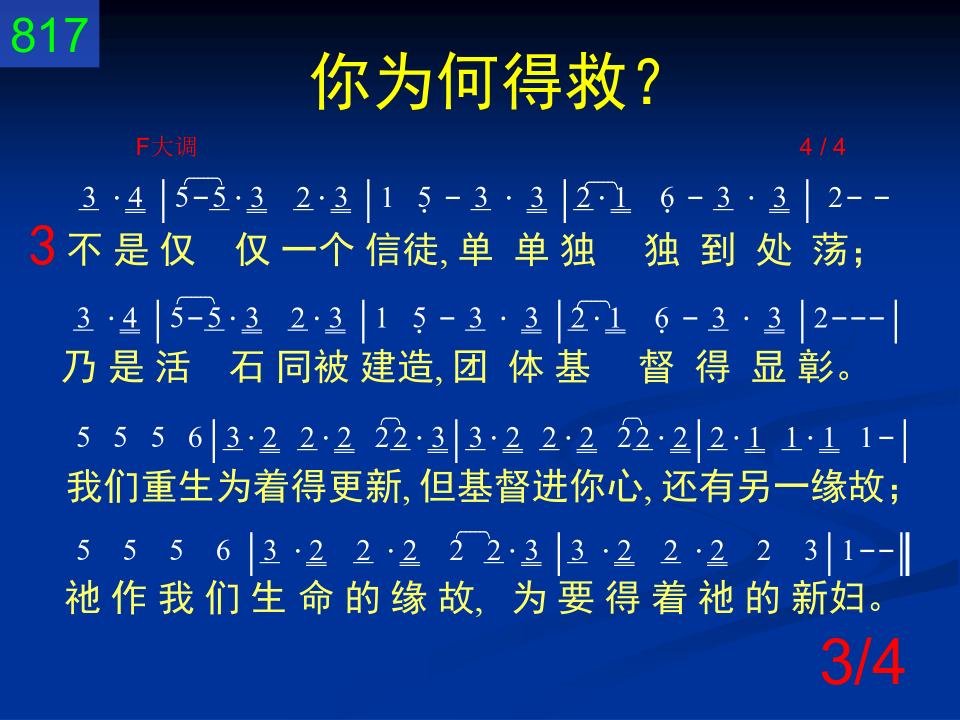 817
你为何得救？
F大调 4 / 4
3 · 4 | 5 - 5 · 3 2 · 3 | 1 5̣ - 3 · 3 | 2 · 1 6̣ - 3 · 3 | 2 - -
3 不 是 仅 仅 一个 信徒, 单 单 独 独 到 处 荡；
3 · 4 | 5 - 5 · 3 2 · 3 | 1 5̣ - 3 · 3 | 2 · 1 6̣ - 3 · 3 | 2 - - - |
乃 是 活 石 同被 建造, 团 体 基 督 得 显 彰。
5 5 5 6 | 3 · 2 2 · 2 2 2 · 3 | 3 · 2 2 · 2 2 2 · 2 | 2 · 1 1 · 1 1 - |
我们重生为着得更新, 但基督进你心, 还有另一缘故；
5 5 5 6 | 3 · 2 2 · 2 2 2 · 3 | 3 · 2 2 · 2 2 3 | 1 - - ‖
祂 作 我 们 生 命 的 缘 故, 为 要 得 着 祂 的 新妇。
3/4